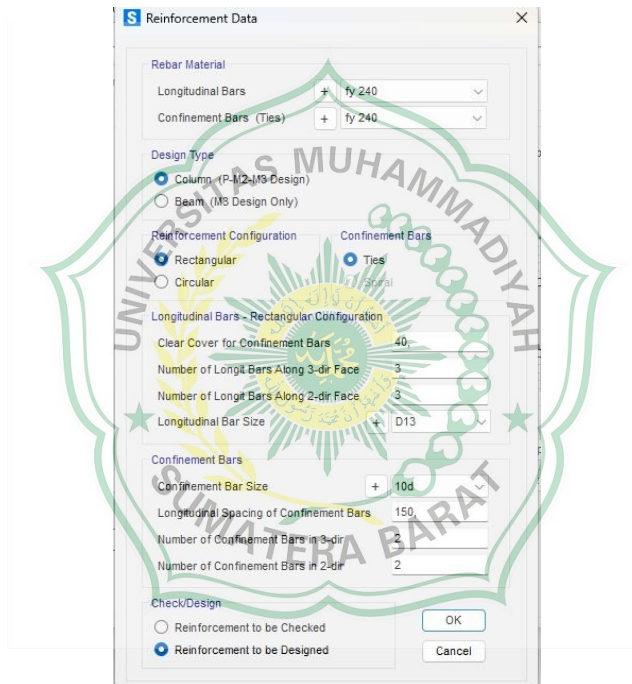 S Reinforcement Data
Rebar Material
Longitudinal Bars + fy 240
Confinement Bars (Ties) + fy 240
Design Type
Column (P-M2-M3 Design)
Beam (M3 Design Only)
Reinforcement Configuration
Rectangular
Circular
Confinement Bars
Ties
Spiral
Longitudinal Bars - Rectangular Configuration
Clear Cover for Confinement Bars 40,
Number of Longit Bars Along 3-dir Face 3
Number of Longit Bars Along 2-dir Face 3
Longitudinal Bar Size + D13
Confinement Bars
Confinement Bar Size + 10d
Longitudinal Spacing of Confinement Bars 150,
Number of Confinement Bars in 3-dir 2
Number of Confinement Bars in 2-dir 2
Check/Design
Reinforcement to be Checked
Reinforcement to be Designed
OK
Cancel
UNIVERSITAS MUHAMMADIYAH
SUMATERA BARAT